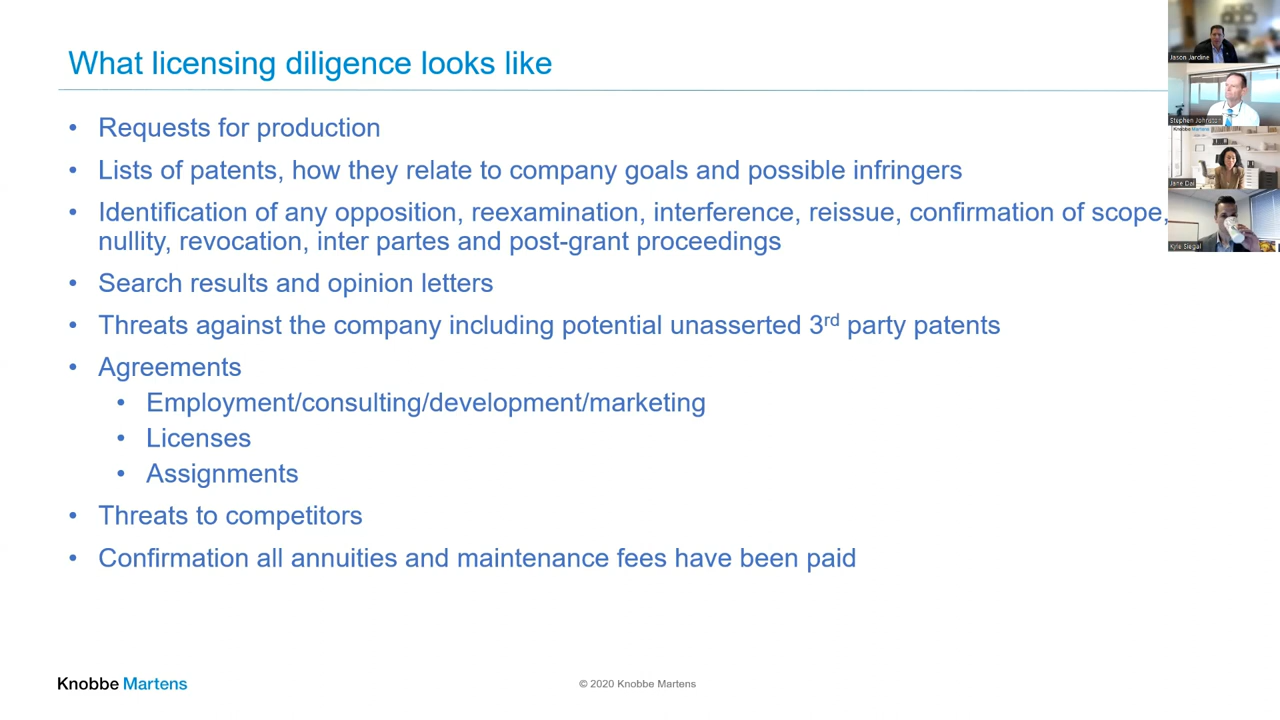 What licensing diligence looks like
• Requests for production
• Lists of patents, how they relate to company goals and possible infringers
• Identification of any opposition, reexamination, interference, reissue, confirmation of scope,
nullity, revocation, inter partes and post-grant proceedings
• Search results and opinion letters
• Threats against the company including potential unasserted 3rd party patents
• Agreements
• Employment/consulting/development/marketing
• Licenses
• Assignments
• Threats to competitors
• Confirmation all annuities and maintenance fees have been paid
Knobbe Martens
© 2020 Knobbe Martens
Jason Jardine
Stephen Johnston
Knobbe Martens
Jane Dai
Kyle Siegal